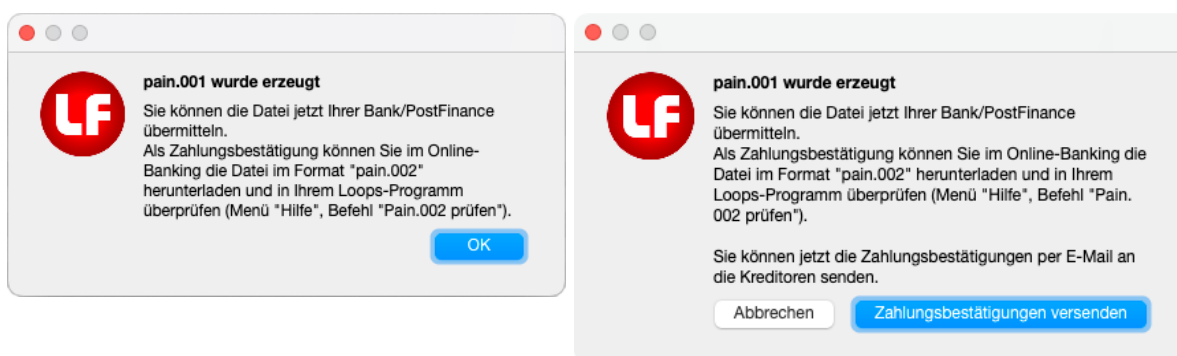 LF
pain.001 wurde erzeugt
Sie können die Datei jetzt Ihrer Bank/PostFinance
übermitteln.
Als Zahlungsbestätigung können Sie im Online-
Banking die Datei im Format "pain.002"
herunterladen und in Ihrem Loops-Programm
überprüfen (Menü "Hilfe", Befehl "Pain.002 prüfen").
OK
LF
pain.001 wurde erzeugt
Sie können die Datei jetzt Ihrer Bank/PostFinance
übermitteln.
Als Zahlungsbestätigung können Sie im Online-Banking die
Datei im Format "pain.002" herunterladen und in Ihrem
Loops-Programm überprüfen (Menü "Hilfe", Befehl "Pain.
002 prüfen").
Sie können jetzt die Zahlungsbestätigungen per E-Mail an
die Kreditoren senden.
Abbrechen
Zahlungsbestätigungen versenden